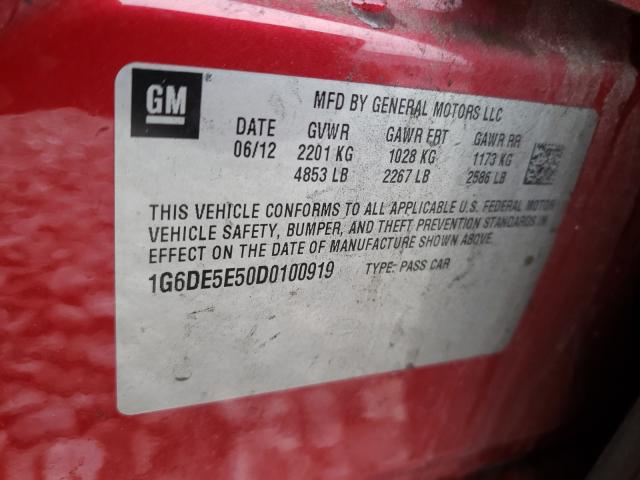 GM
MFD BY GENERAL MOTORS LLC
DATE GVWR GAWR FRT GAWR RR
06/12 2201 KG 1028 KG 1173 KG
4853 LB 2267 LB 2586 LB
THIS VEHICLE CONFORMS TO ALL APPLICABLE U.S. FEDERAL MOTOR
VEHICLE SAFETY, BUMPER, AND THEFT PREVENTION STANDARDS IN
EFFECT ON THE DATE OF MANUFACTURE SHOWN ABOVE.
1G6DE5E50D0100919 TYPE: PASS CAR